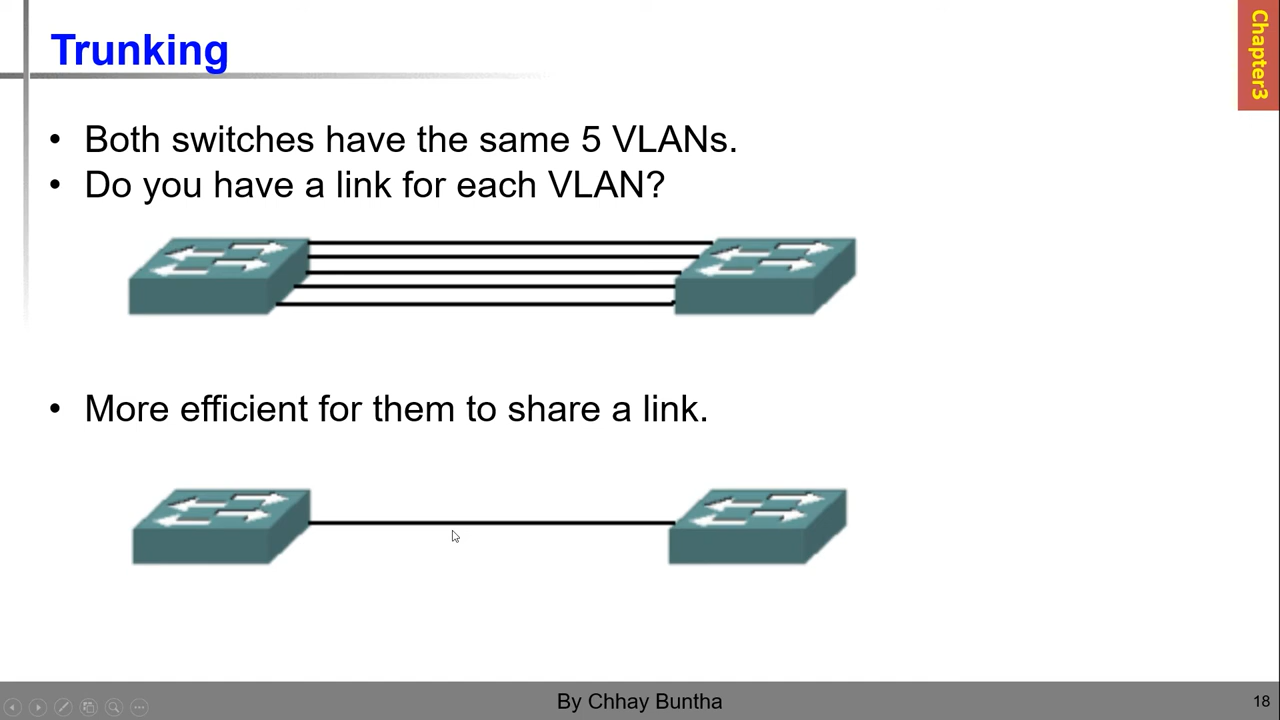 Chapter3
Trunking
• Both switches have the same 5 VLANs.
• Do you have a link for each VLAN?
• More efficient for them to share a link.
By Chhay Buntha
18